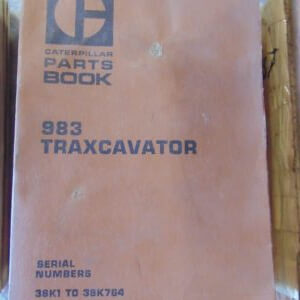 CATERPILLAR
PARTS
BOOK
983
TRAXCAVATOR
SERIAL
NUMBERS
38K1 TO 38K764